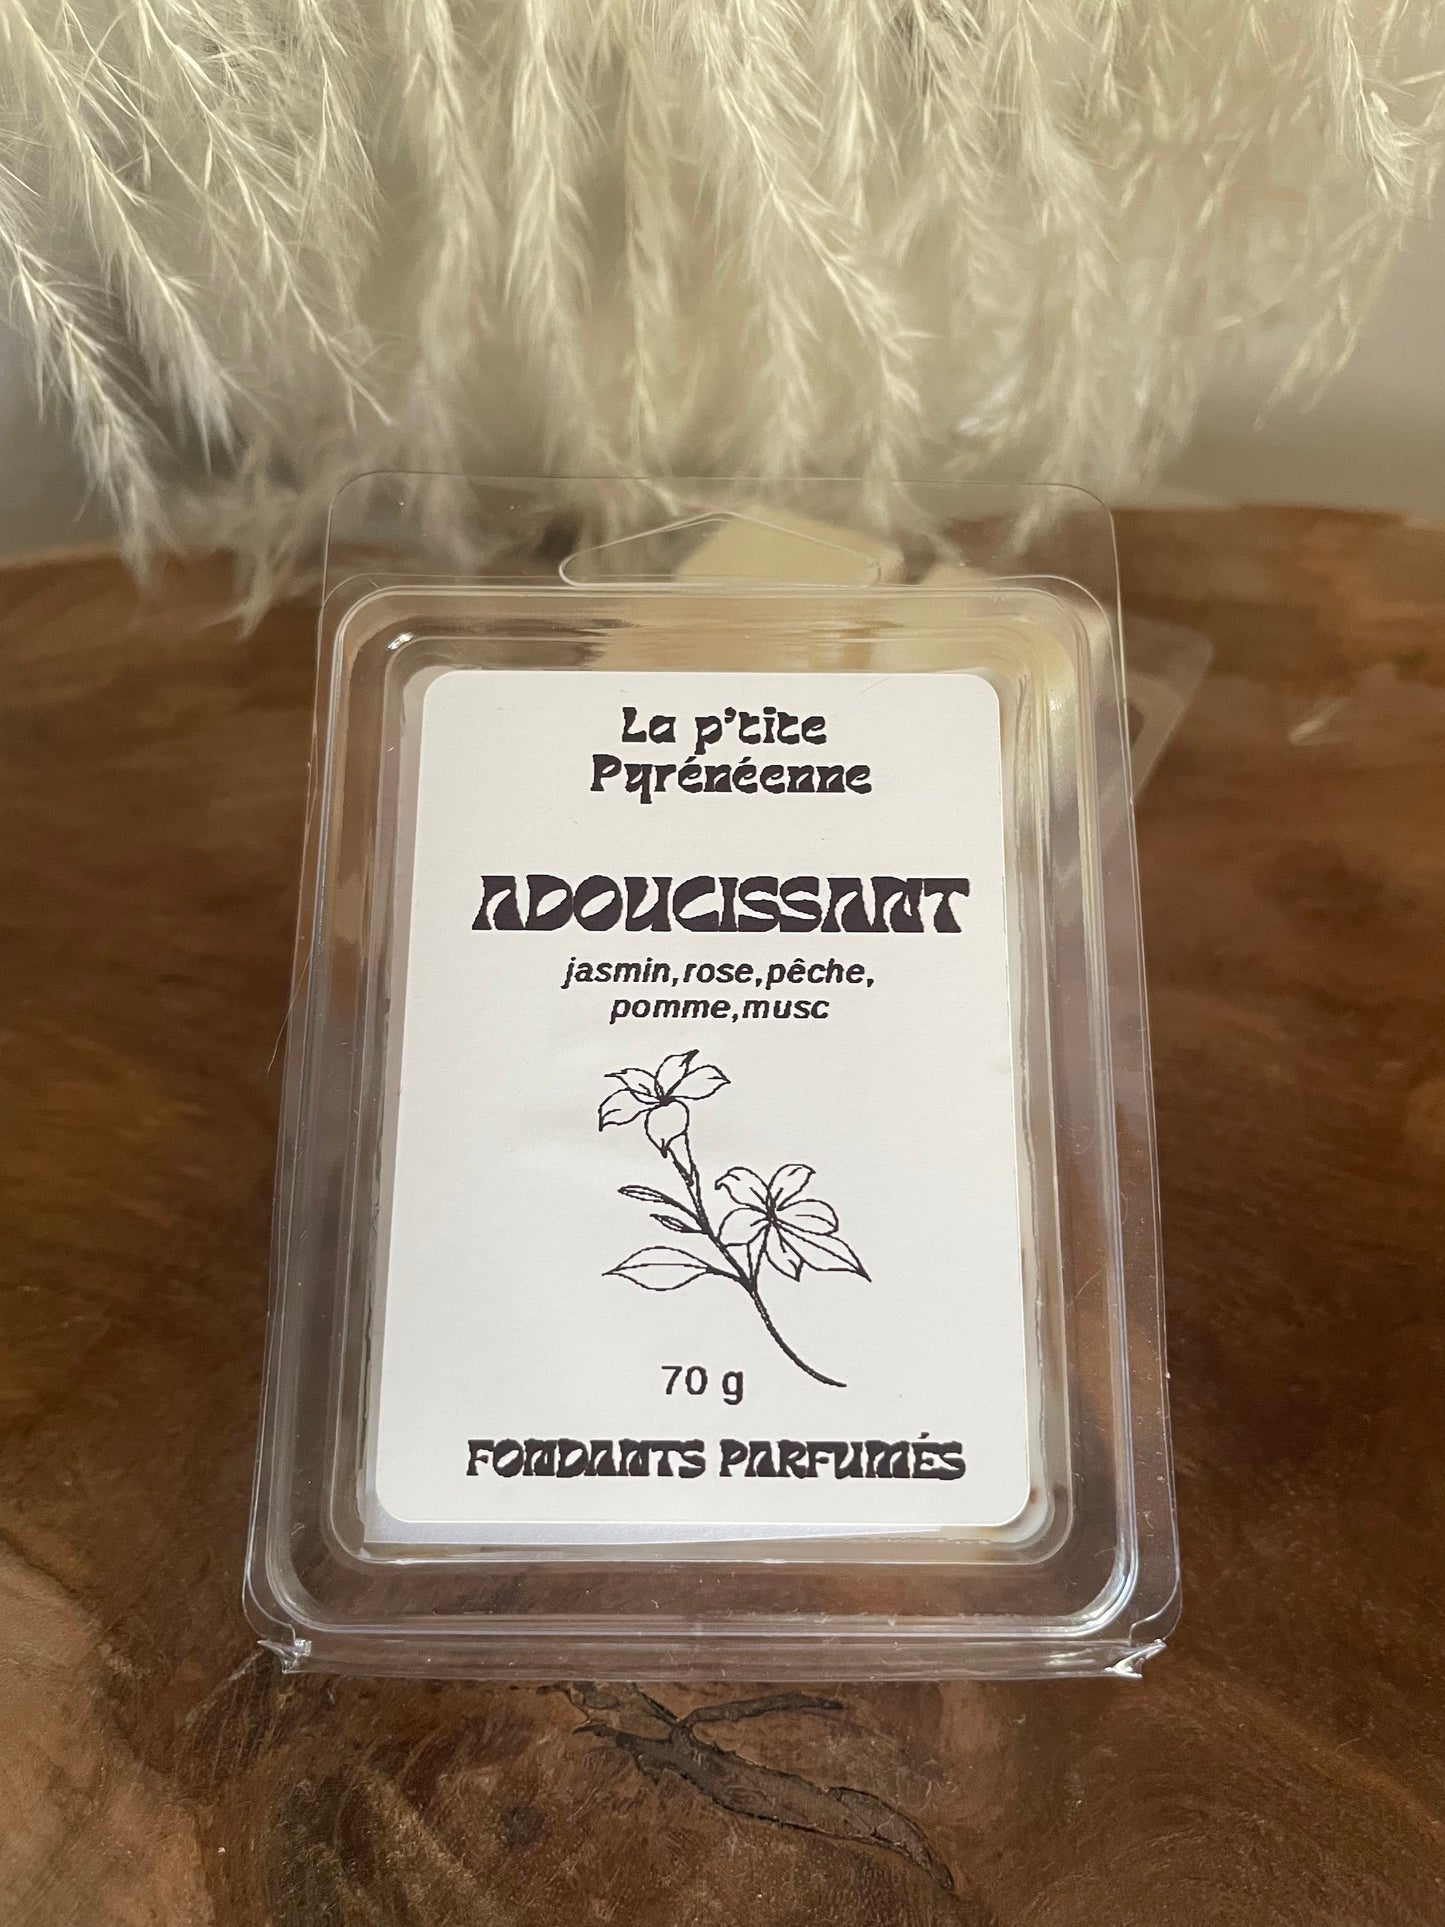 La p'tite
Pyrénéenne
ADOUCISSANT
jasmin,rose,pêche,
pomme,musc
70 g
FONDANTS PARFUMÉS